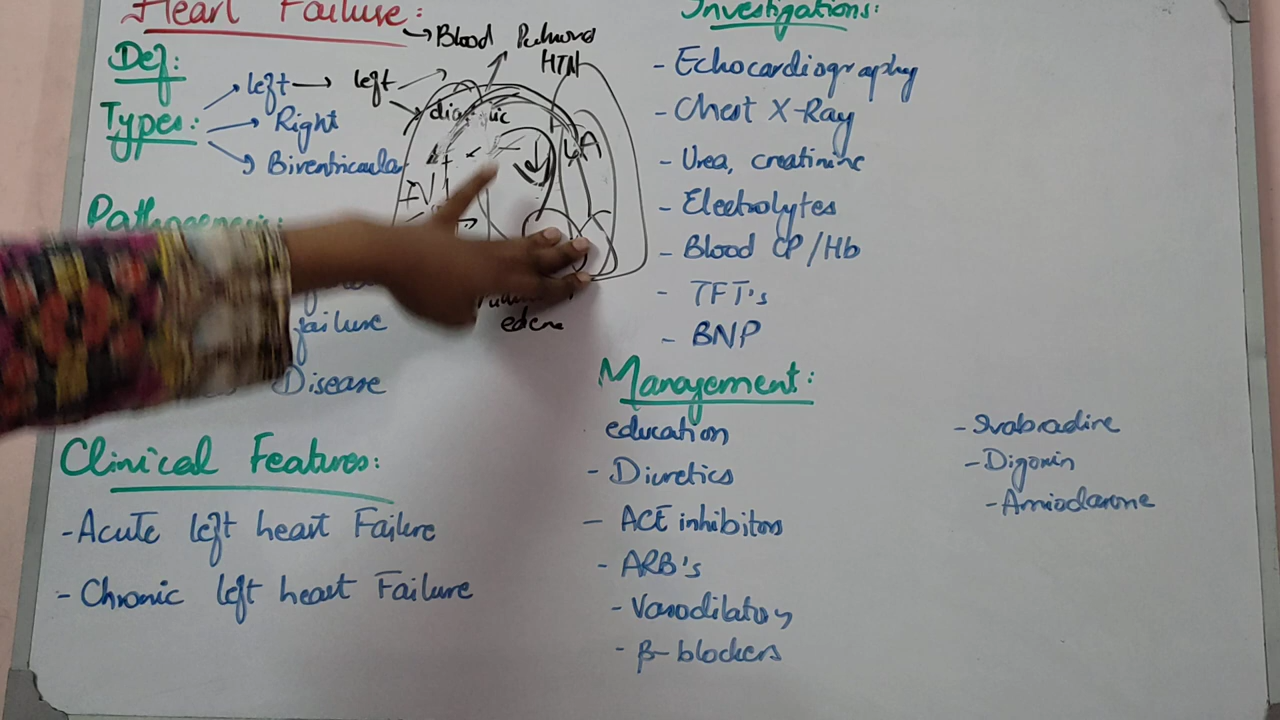 Heart Failure:
→ Blood Pulmono
HTN
Def:
Types:
left → left
Right
Biventricular
LA
Pathogenesis:
failure
Disease
edema
Clinical Features:
- Acute left heart Failure
- Chronic left heart Failure
Investigations:
- Echocardiography
- Chest X-Ray
- Urea, creatinine
- Electrolytes
- Blood CP/Hb
- TFT's
- BNP
Management:
education
- Diuretics
- ACE inhibitors
- ARB's
- Vasodilators
- β-blockers
- Ivabradine
- Digoxin
- Amiodarone